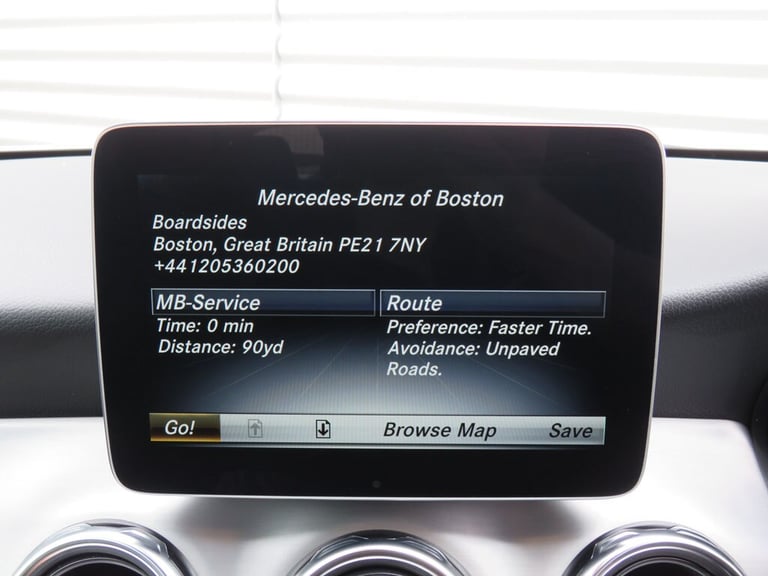 Mercedes-Benz of Boston
Boardsides
Boston, Great Britain PE21 7NY
+441205360200
MB-Service
Time: 0 min
Distance: 90yd
Route
Preference: Faster Time.
Avoidance: Unpaved
Roads.
Go!
Browse Map
Save